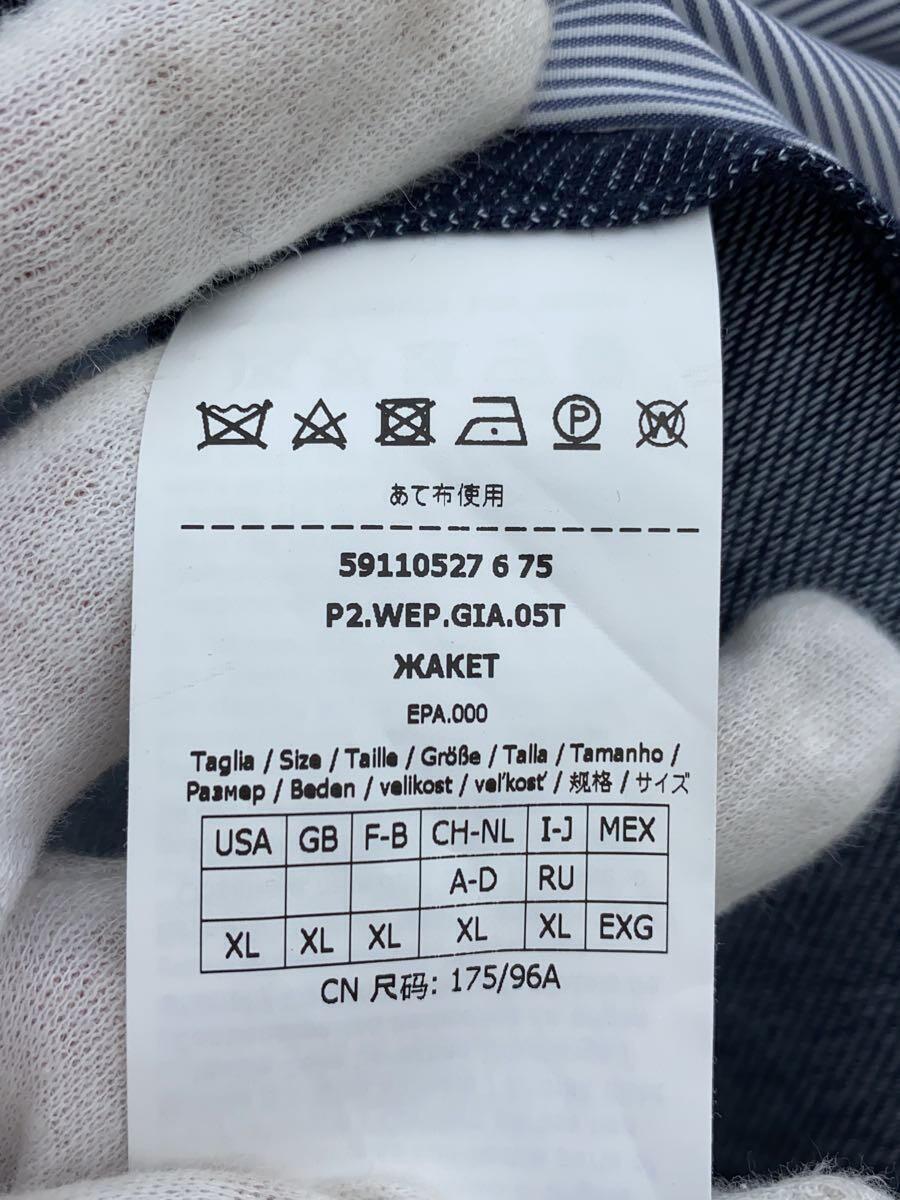 P W
あて布使用
59110527 6 75
P2.WEP.GIA.05T
ЖАКЕТ
EPA.000
Taglia / Size / Taille / Größe / Talla / Tamanho /
Размер / Beden / velikost / veľkosť / 规格 / サイズ
USA GB F-B CH-NL I-J MEX
A-D RU
XL XL XL XL XL EXG
CN 尺码: 175/96A